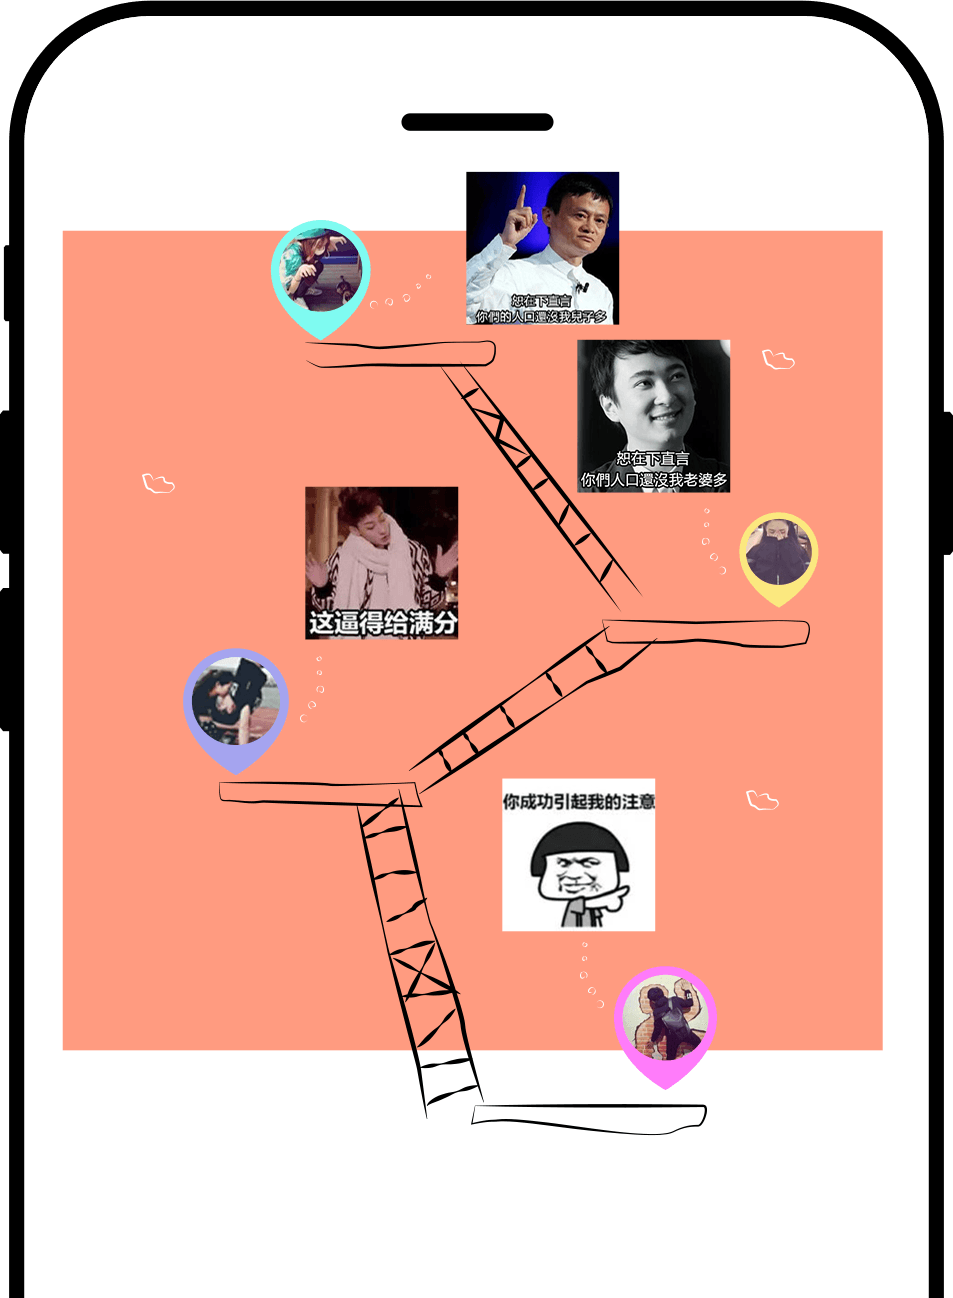 恕在下直言
你們的人口還沒我兒子多
恕在下直言
你們人口還沒我老婆多
这逼得给满分
你成功引起我的注意